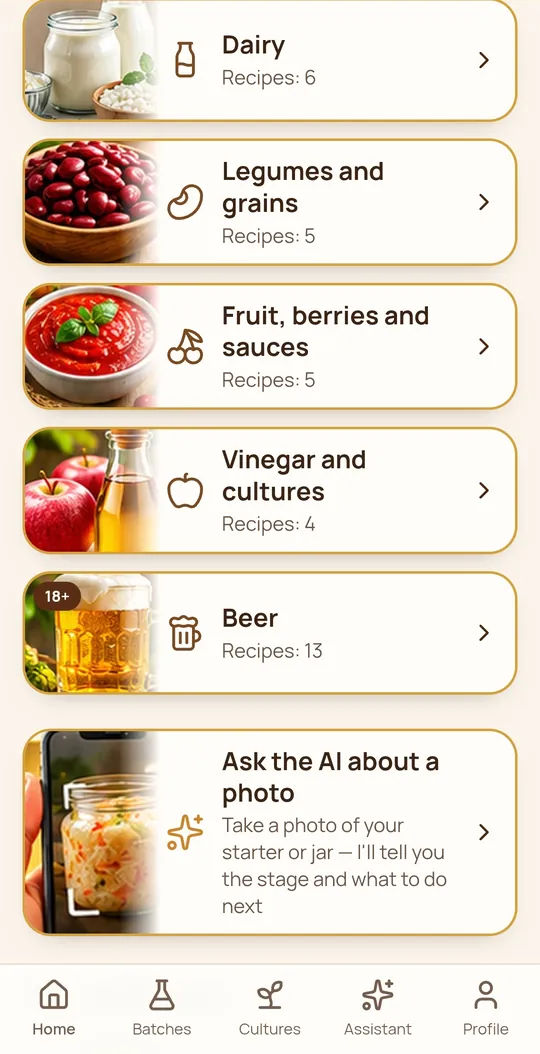 Dairy
Recipes: 6
Legumes and
grains
Recipes: 5
Fruit, berries and
sauces
Recipes: 5
Vinegar and
cultures
Recipes: 4
18+
Beer
Recipes: 13
Ask the AI about a
photo
Take a photo of your
starter or jar — I'll tell you
the stage and what to do
next
Home
Batches
Cultures
Assistant
Profile